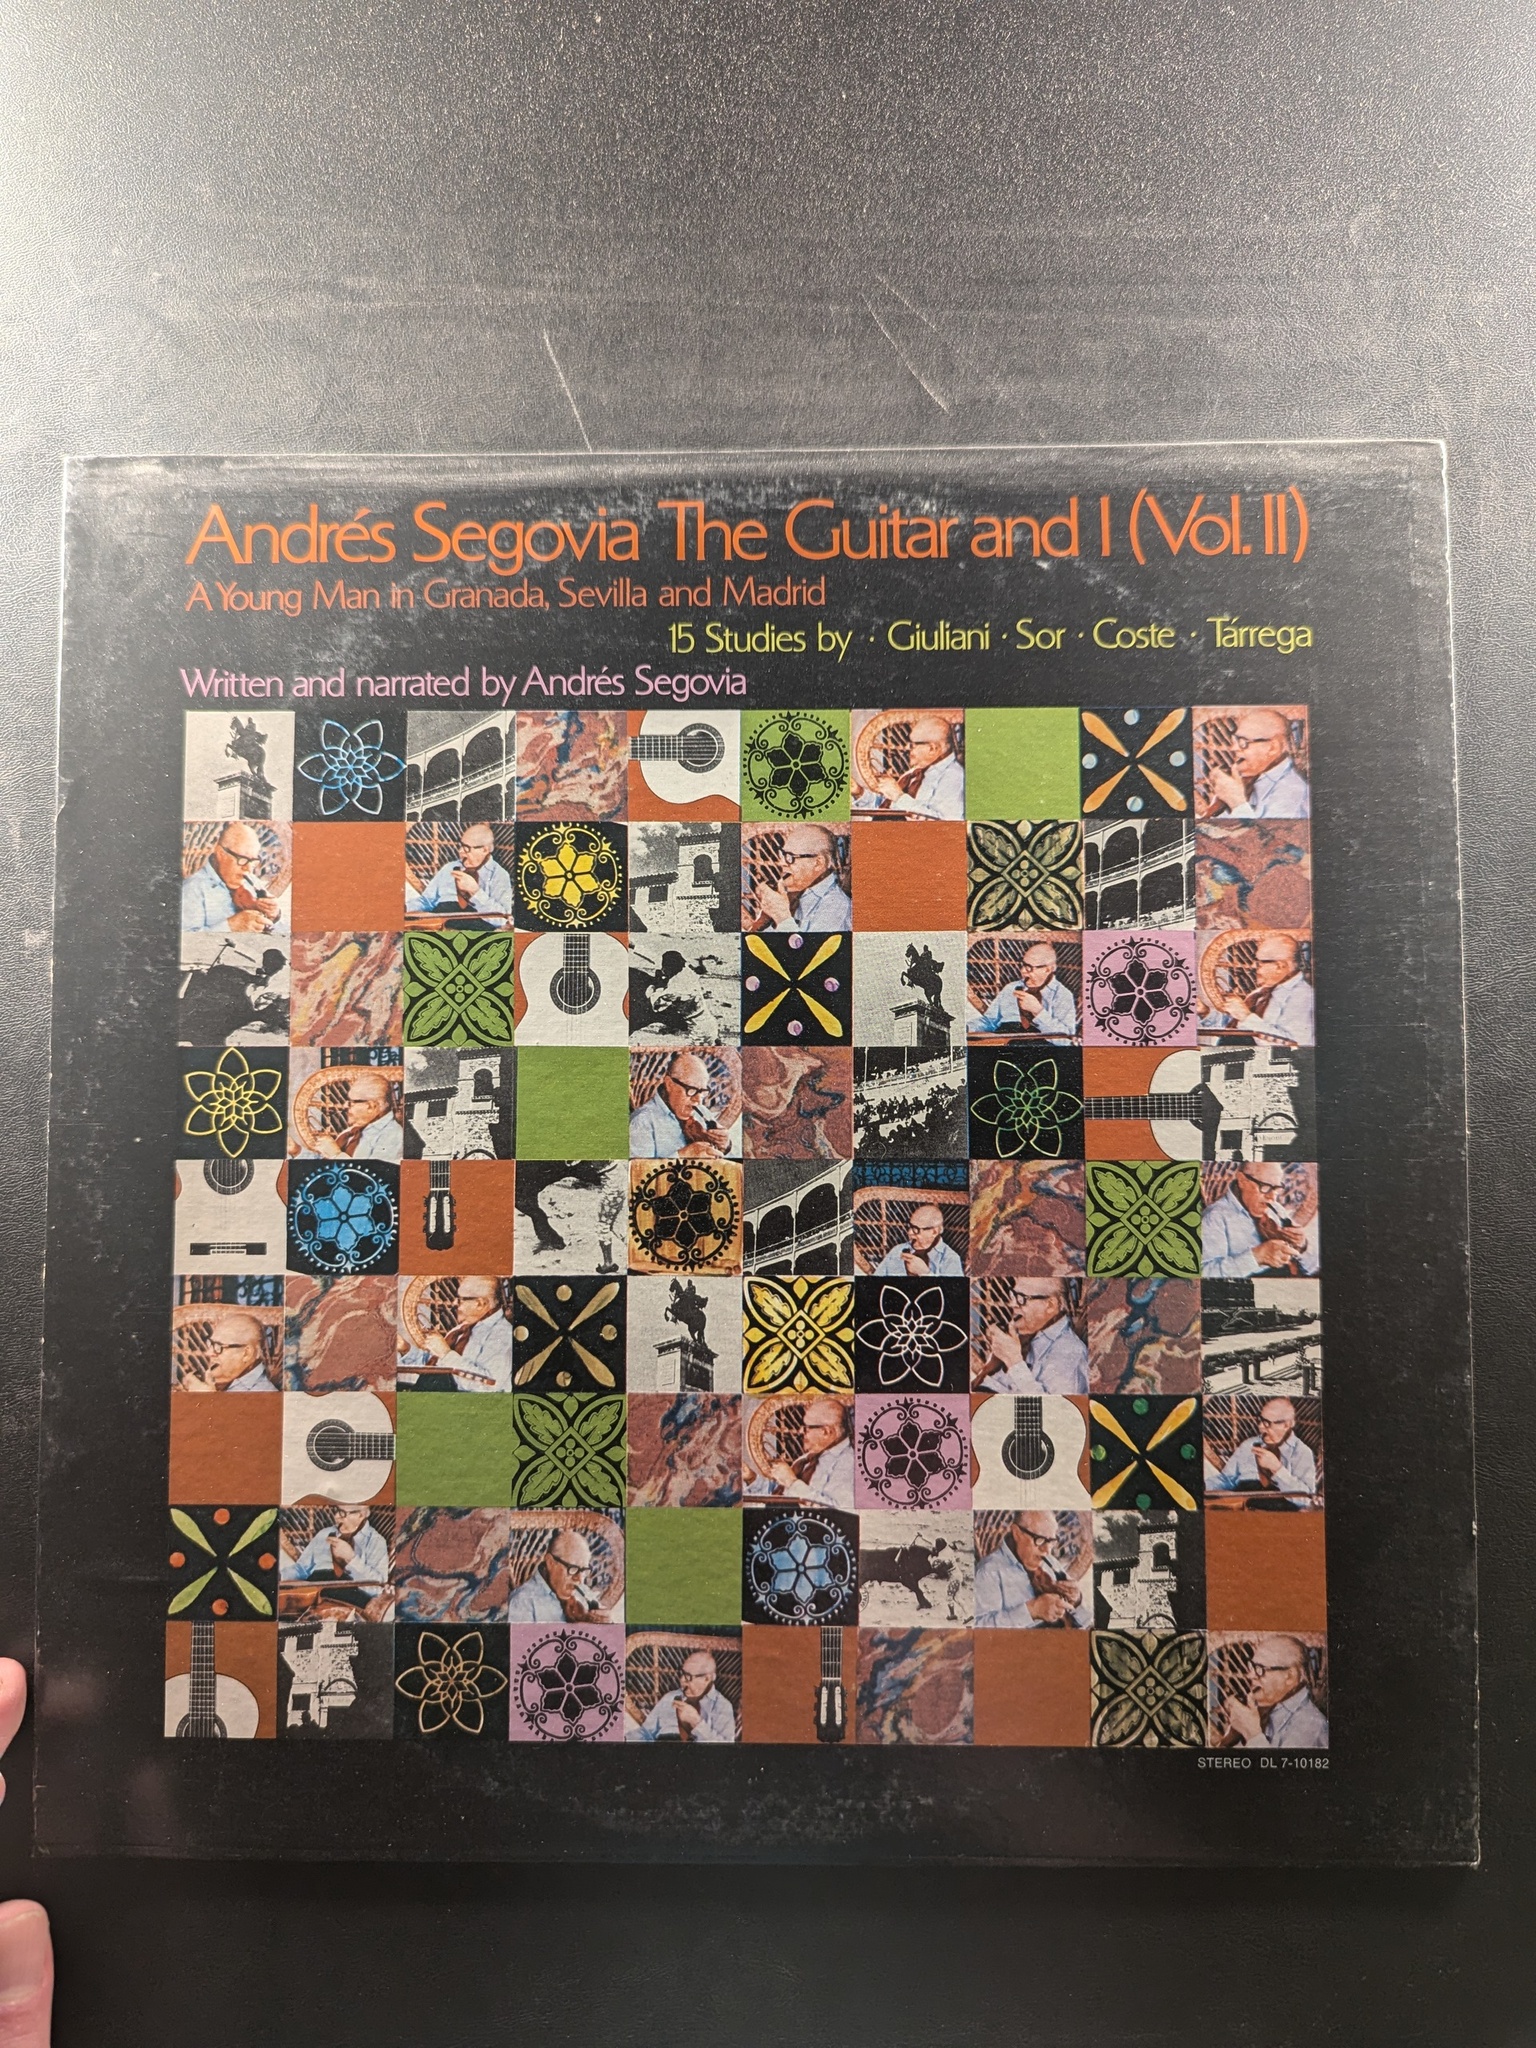 Andrés Segovia The Guitar and I (Vol. II)
A Young Man in Granada, Sevilla and Madrid
15 Studies by · Giuliani · Sor · Coste · Tárrega
Written and narrated by Andrés Segovia
STEREO DL 7-10182